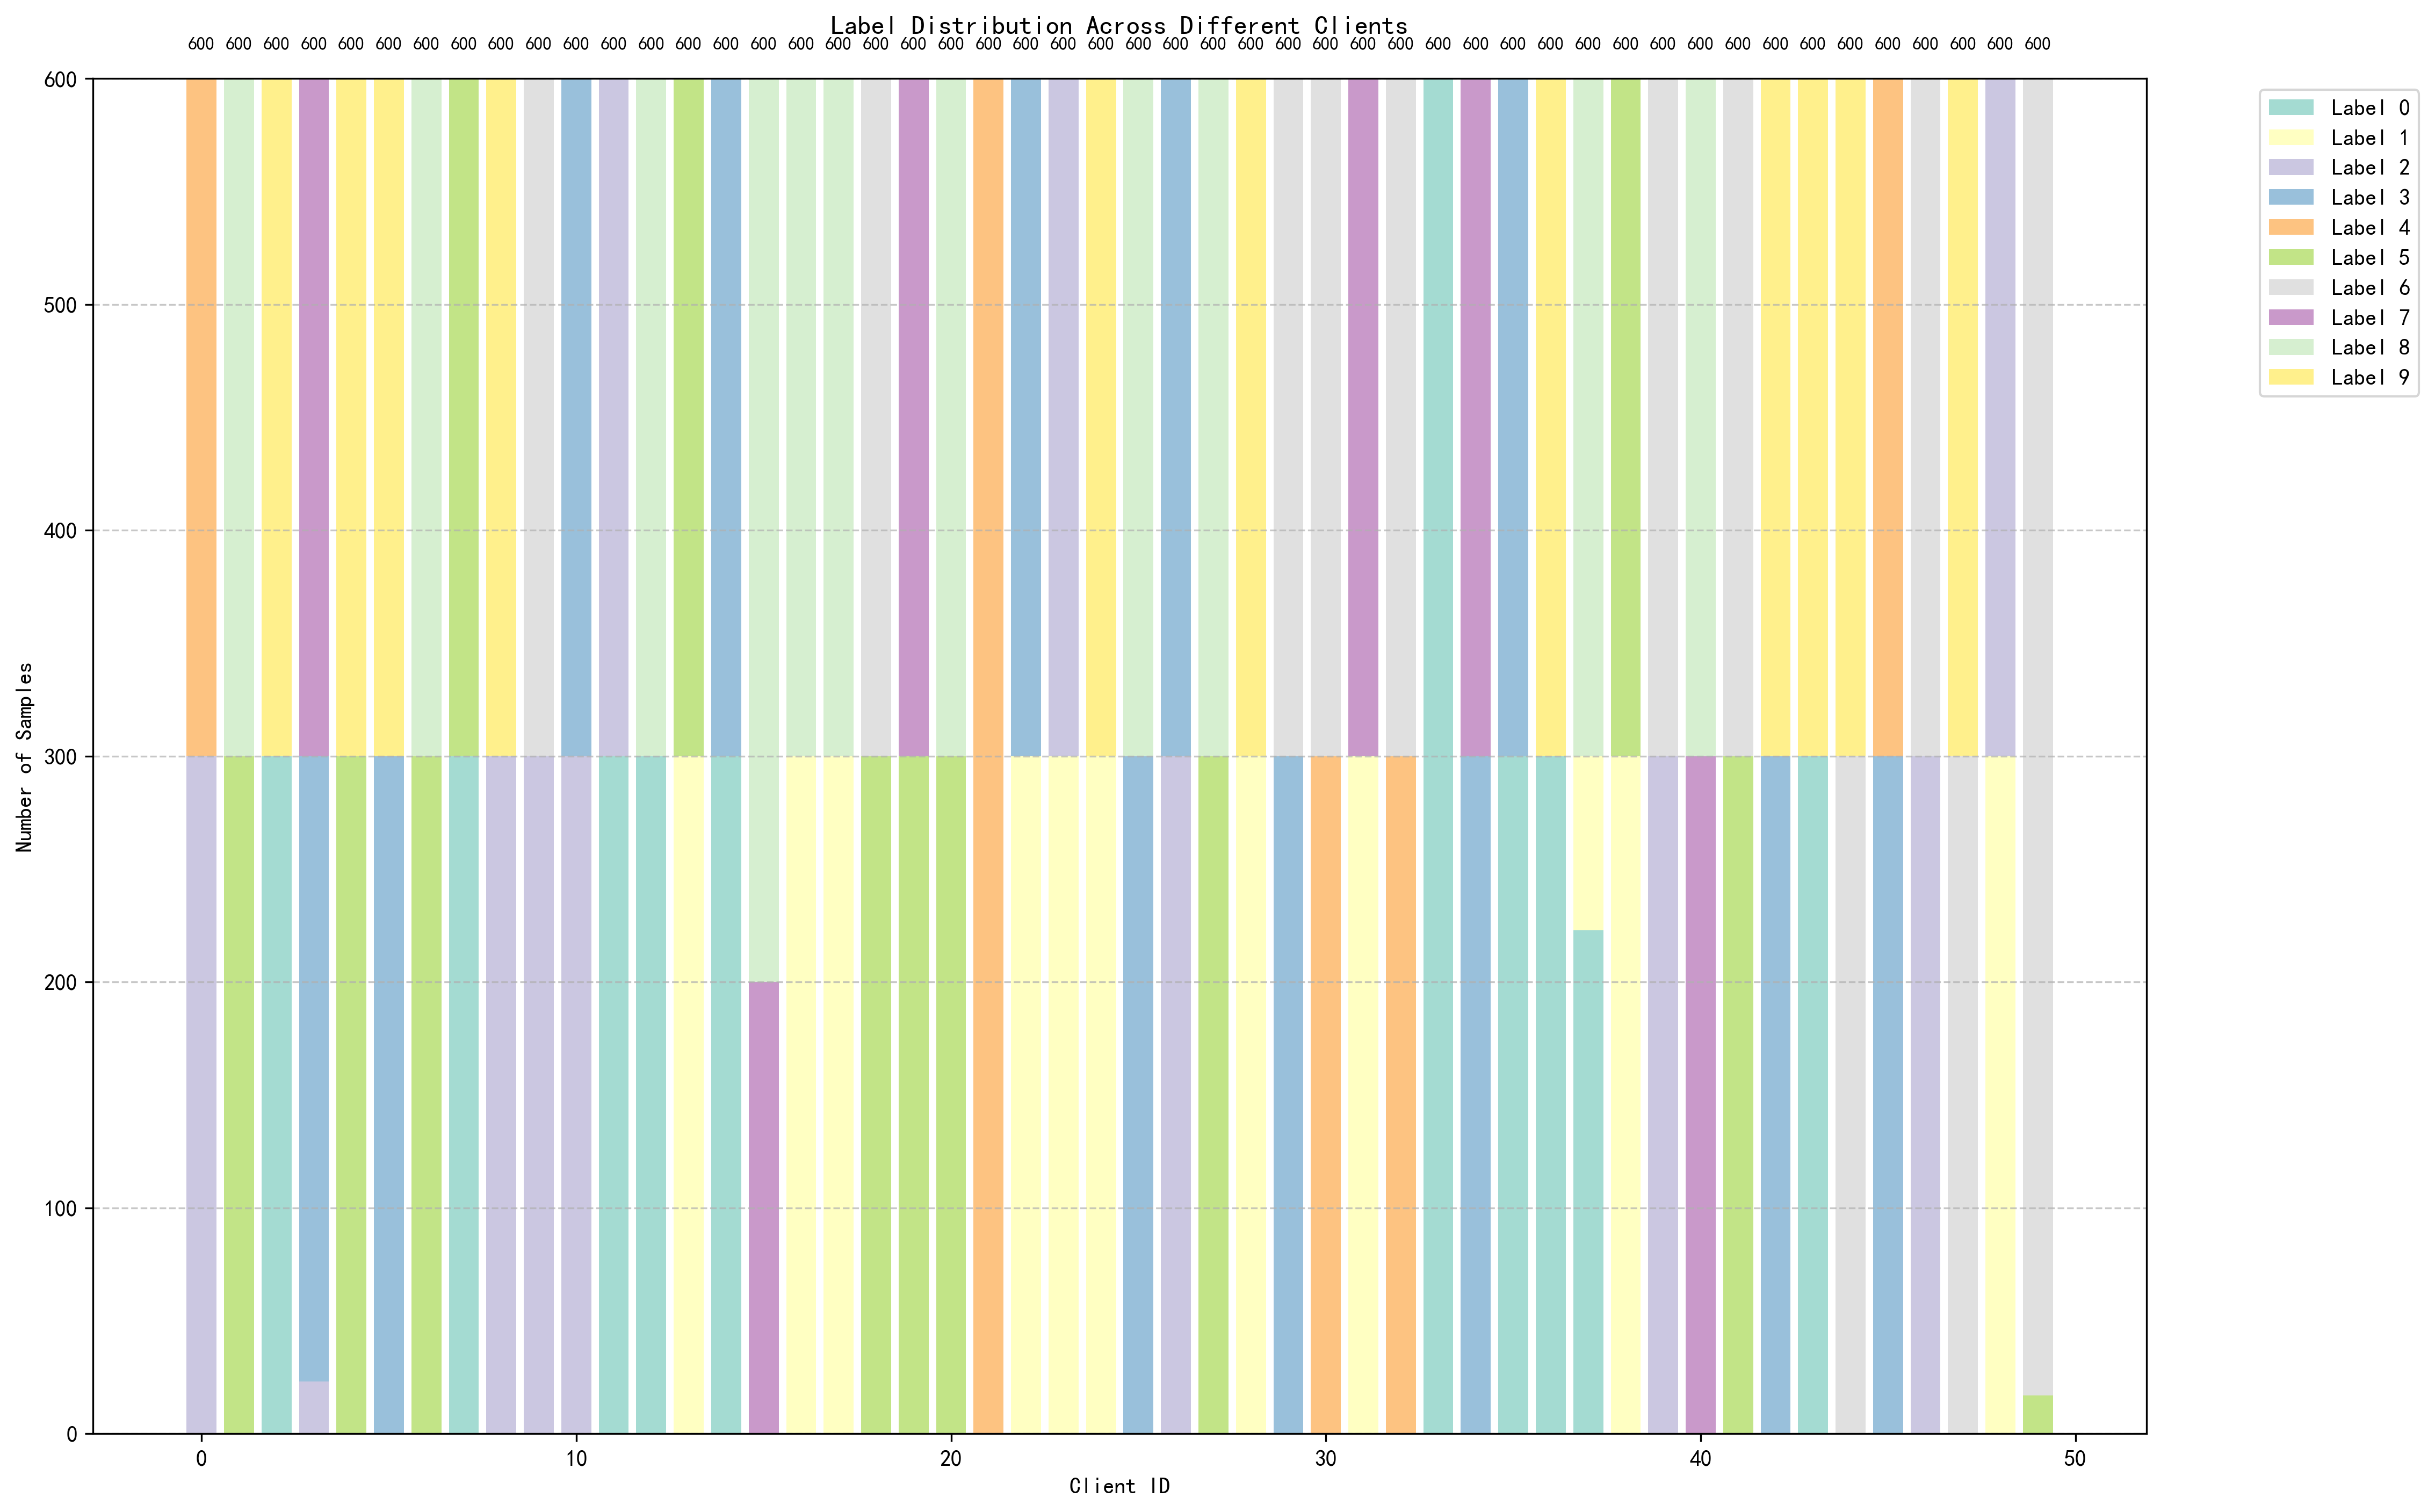 Label Distribution Across Different Clients
600 600 600 600 600 600 600 600 600 600 600 600 600 600 600 600 600 600 600 600 600 600 600 600 600 600 600 600 600 600 600 600 600 600 600 600 600 600 600 600 600 600 600 600 600 600 600 600 600 600
600
500
400
300
200
100
0
Number of Samples
0 10 20 30 40 50
Client ID
Label 0
Label 1
Label 2
Label 3
Label 4
Label 5
Label 6
Label 7
Label 8
Label 9